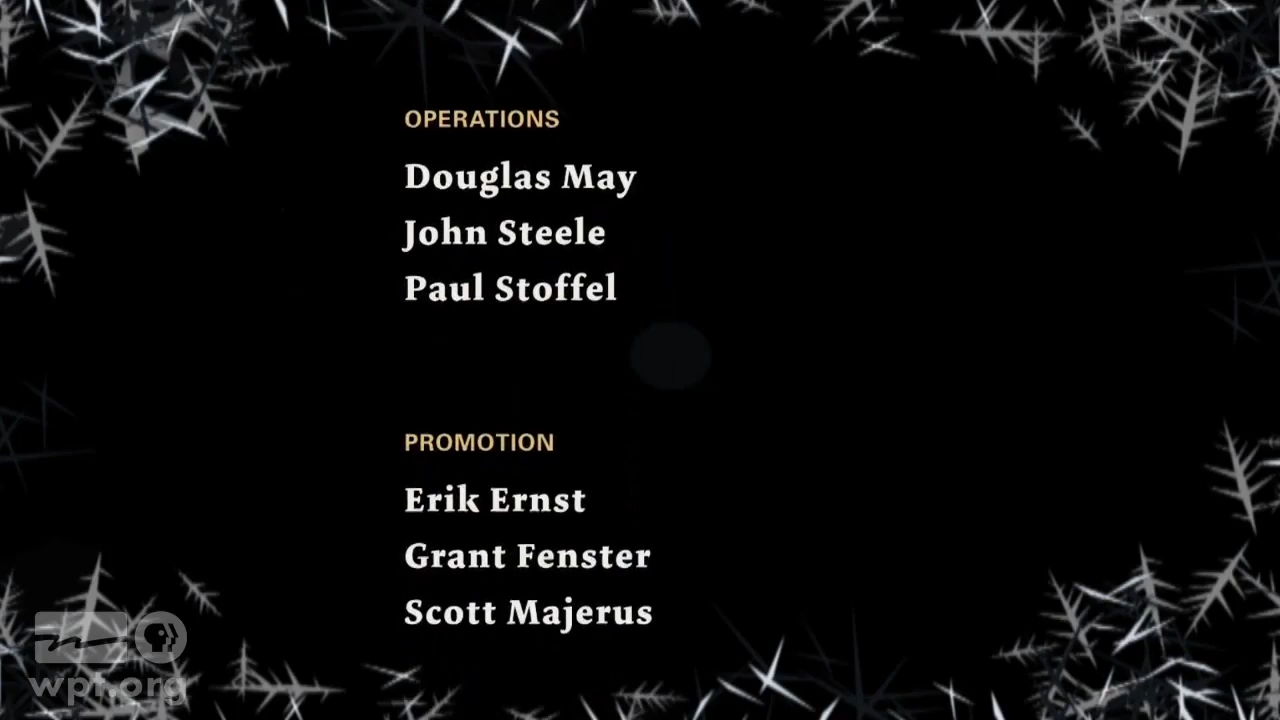 OPERATIONS
Douglas May
John Steele
Paul Stoffel
PROMOTION
Erik Ernst
Grant Fenster
Scott Majerus
wpt.org